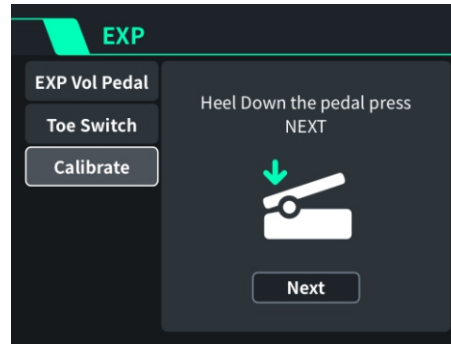 EXP
EXP Vol Pedal
Toe Switch
Calibrate
Heel Down the pedal press
NEXT
Next